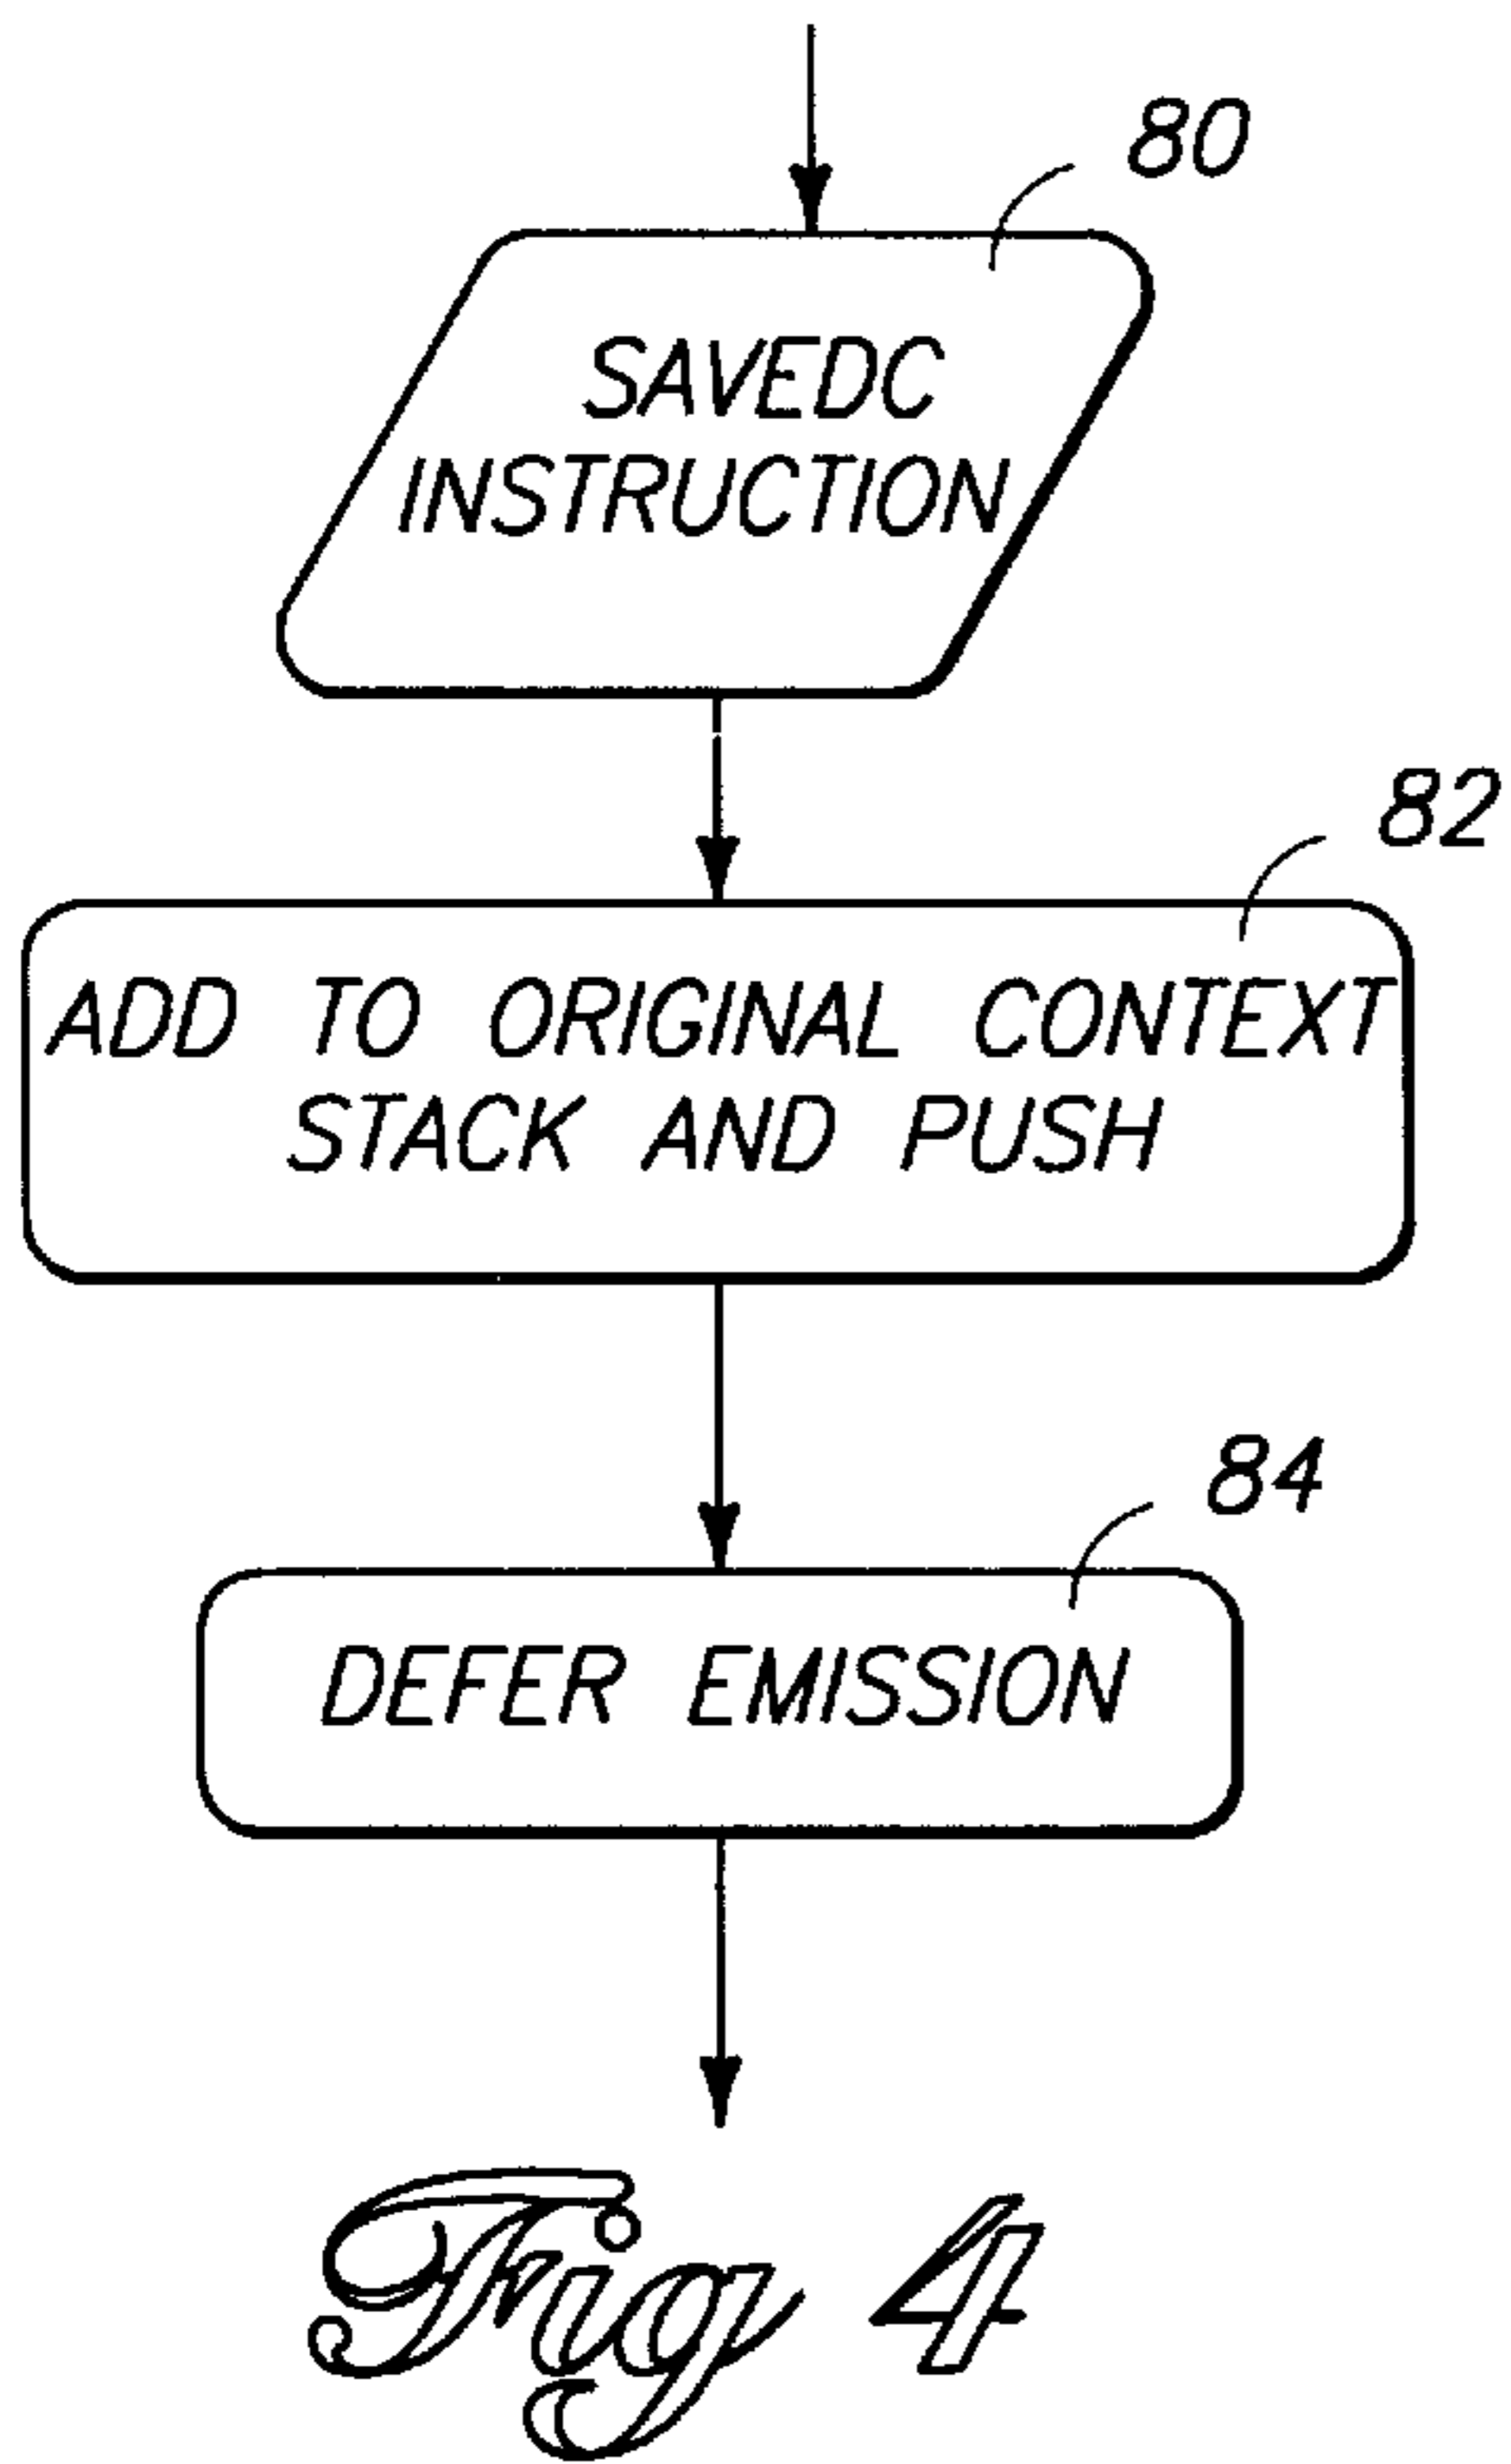 80
SAVEDC
INSTRUCTION
82
ADD TO ORIGINAL CONTEXT
STACK AND PUSH
84
DEFER EMISSION
Fig 4